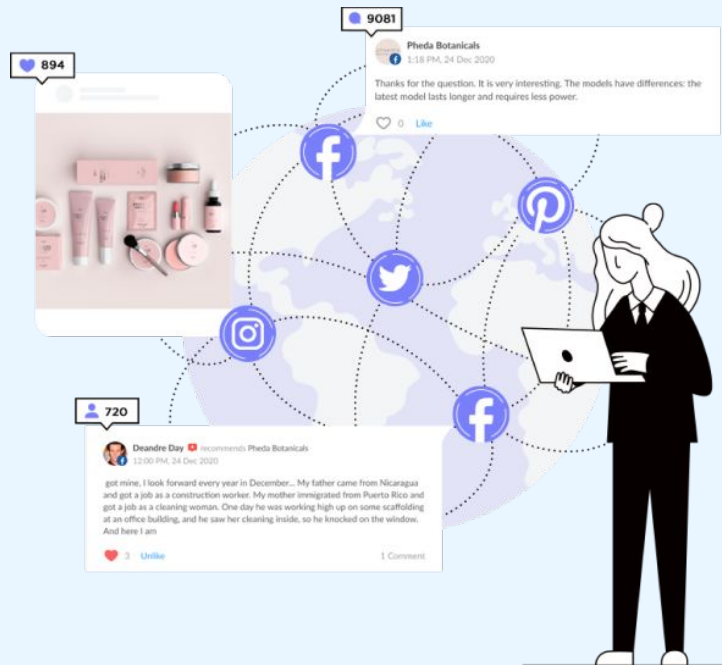 9081
Pheda Botanicals
1:18 PM, 24 Dec 2020
Thanks for the question. It is very interesting. The models have differences: the
latest model lasts longer and requires less power.
0 Like
894
720
Deandre Day recommends Pheda Botanicals
12:00 PM, 24 Dec 2020
got mine, I look forward every year in December... My father came from Nicaragua
and got a job as a construction worker. My mother immigrated from Puerto Rico and
got a job as a cleaning woman. One day he was working high up on some scaffolding
at an office building, and he saw her cleaning inside, so he knocked on the window.
And here I am
3 Unlike 1 Comment